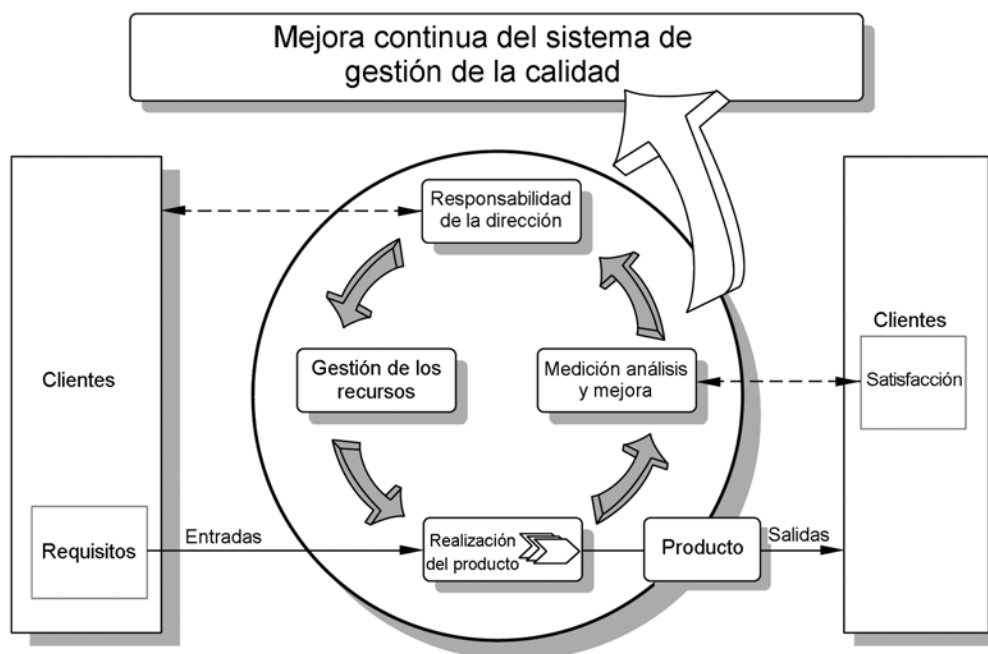 Mejora continua del sistema de
gestión de la calidad
Responsabilidad
de la dirección
Clientes
Gestión de los
recursos
Medición análisis
y mejora
Clientes
Satisfacción
Requisitos
Entradas
Realización
del producto
Producto
Salidas